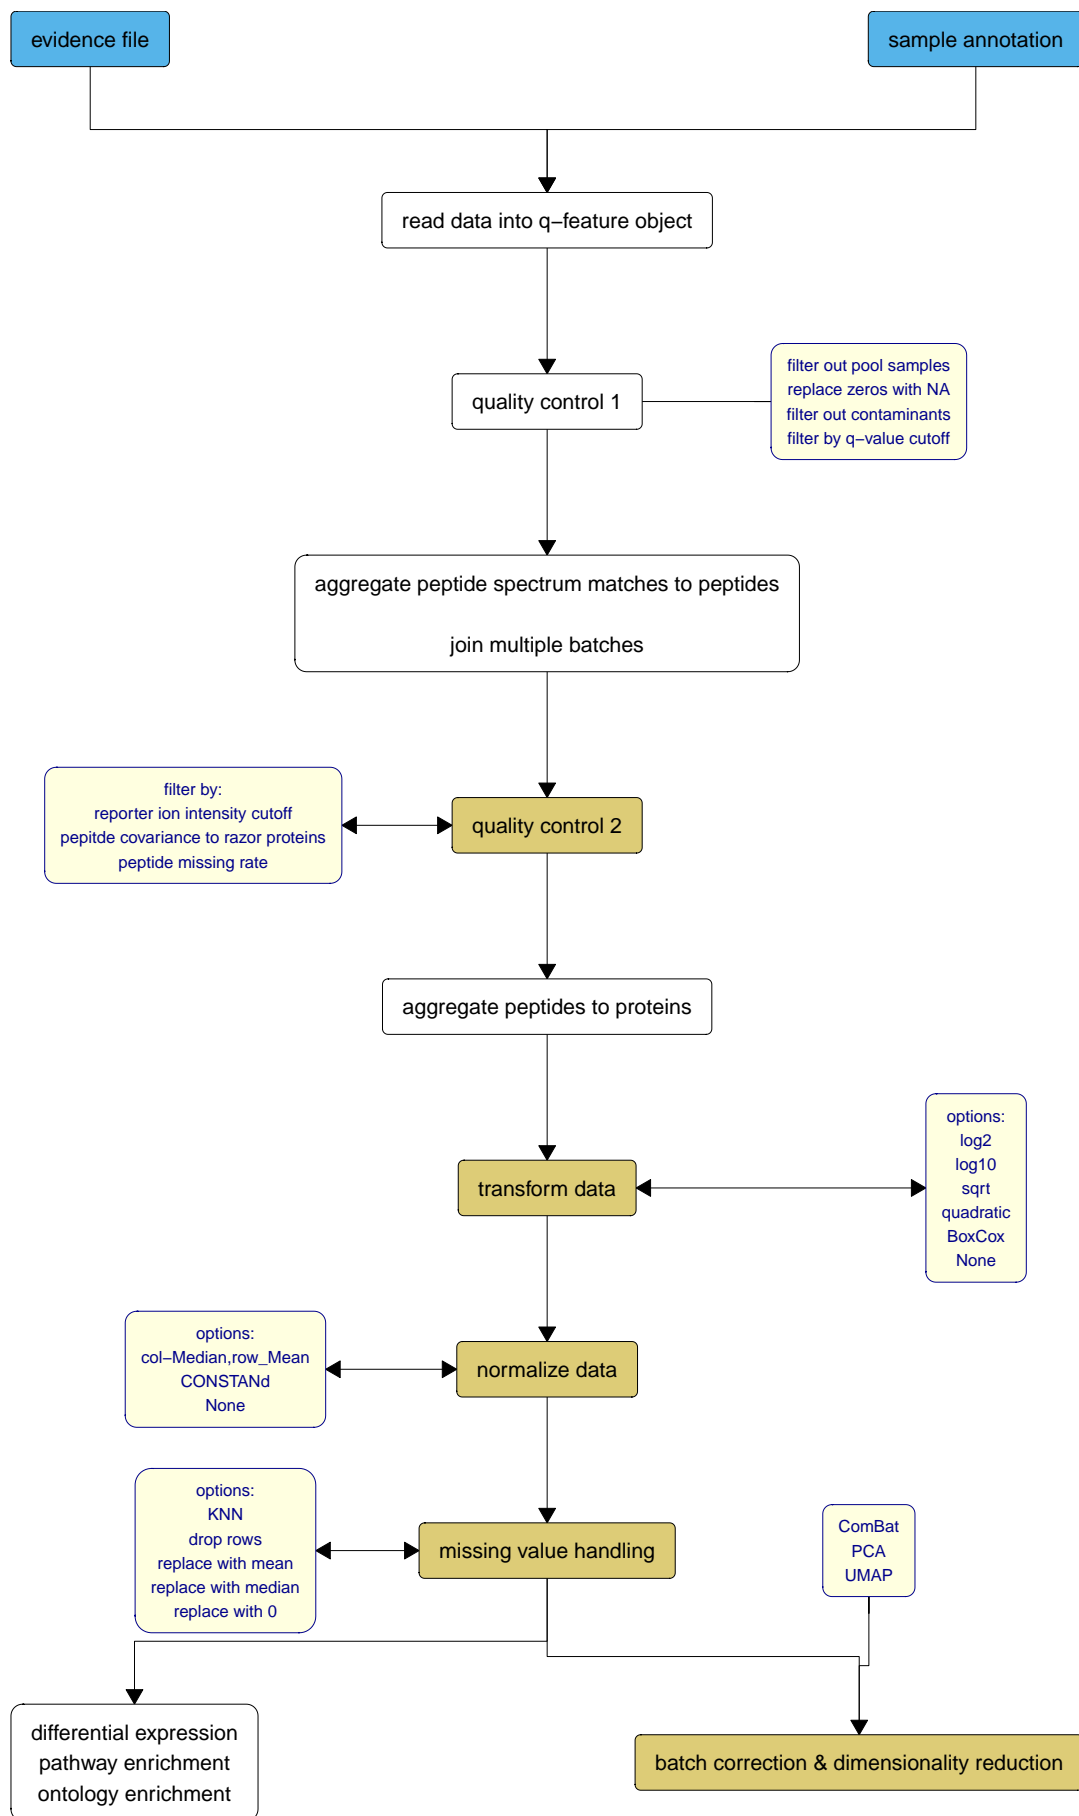 evidence file
sample annotation
read data into q−feature object
quality control 1
filter out pool samples
replace zeros with NA
filter out contaminants
filter by q−value cutoff
aggregate peptide spectrum matches to peptides
join multiple batches
filter by:
reporter ion intensity cutoff
pepitde covariance to razor proteins
peptide missing rate
quality control 2
aggregate peptides to proteins
options:
log2
log10
sqrt
quadratic
BoxCox
None
transform data
options:
col−Median,row_Mean
CONSTANd
None
normalize data
options:
KNN
drop rows
replace with mean
replace with median
replace with 0
missing value handling
ComBat
PCA
UMAP
differential expression
pathway enrichment
ontology enrichment
batch correction & dimensionality reduction